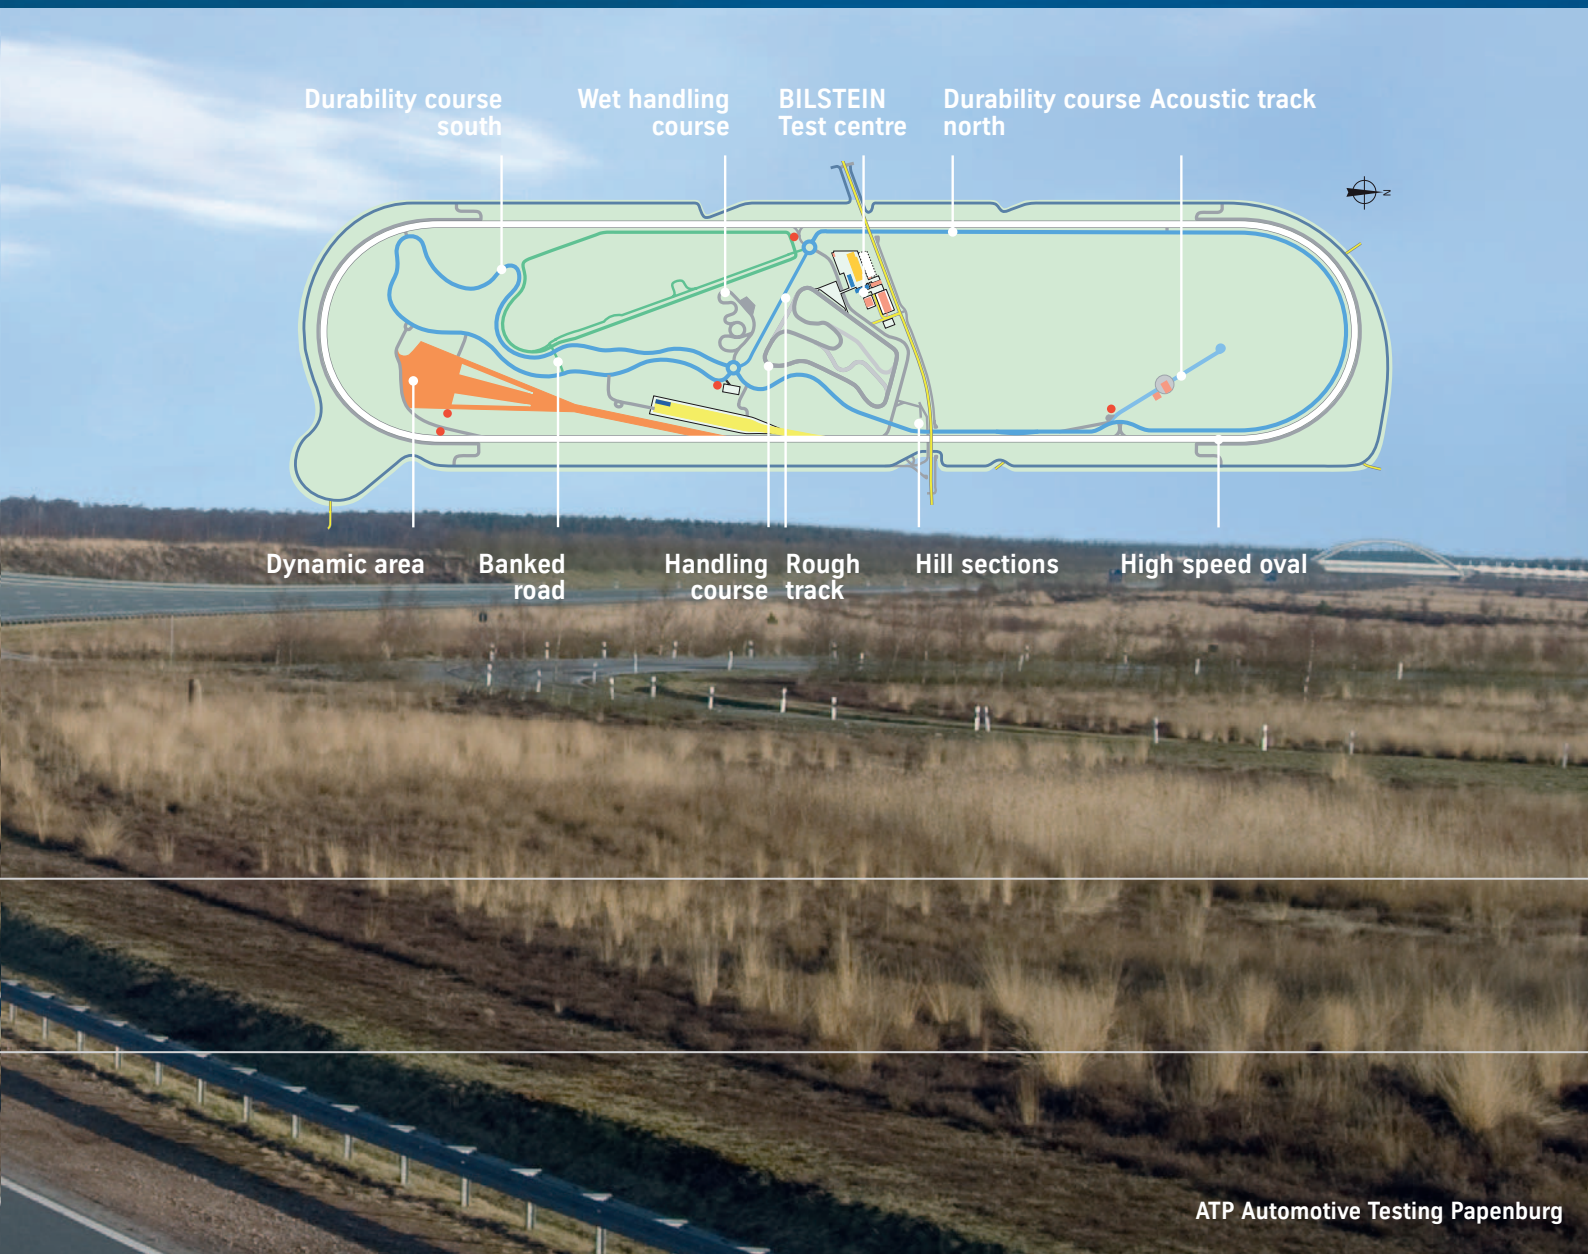 Durability course
south
Wet handling
course
BILSTEIN
Test centre
Durability course
north
Acoustic track
N
Dynamic area
Banked
road
Handling
course
Rough
track
Hill sections
High speed oval
ATP Automotive Testing Papenburg